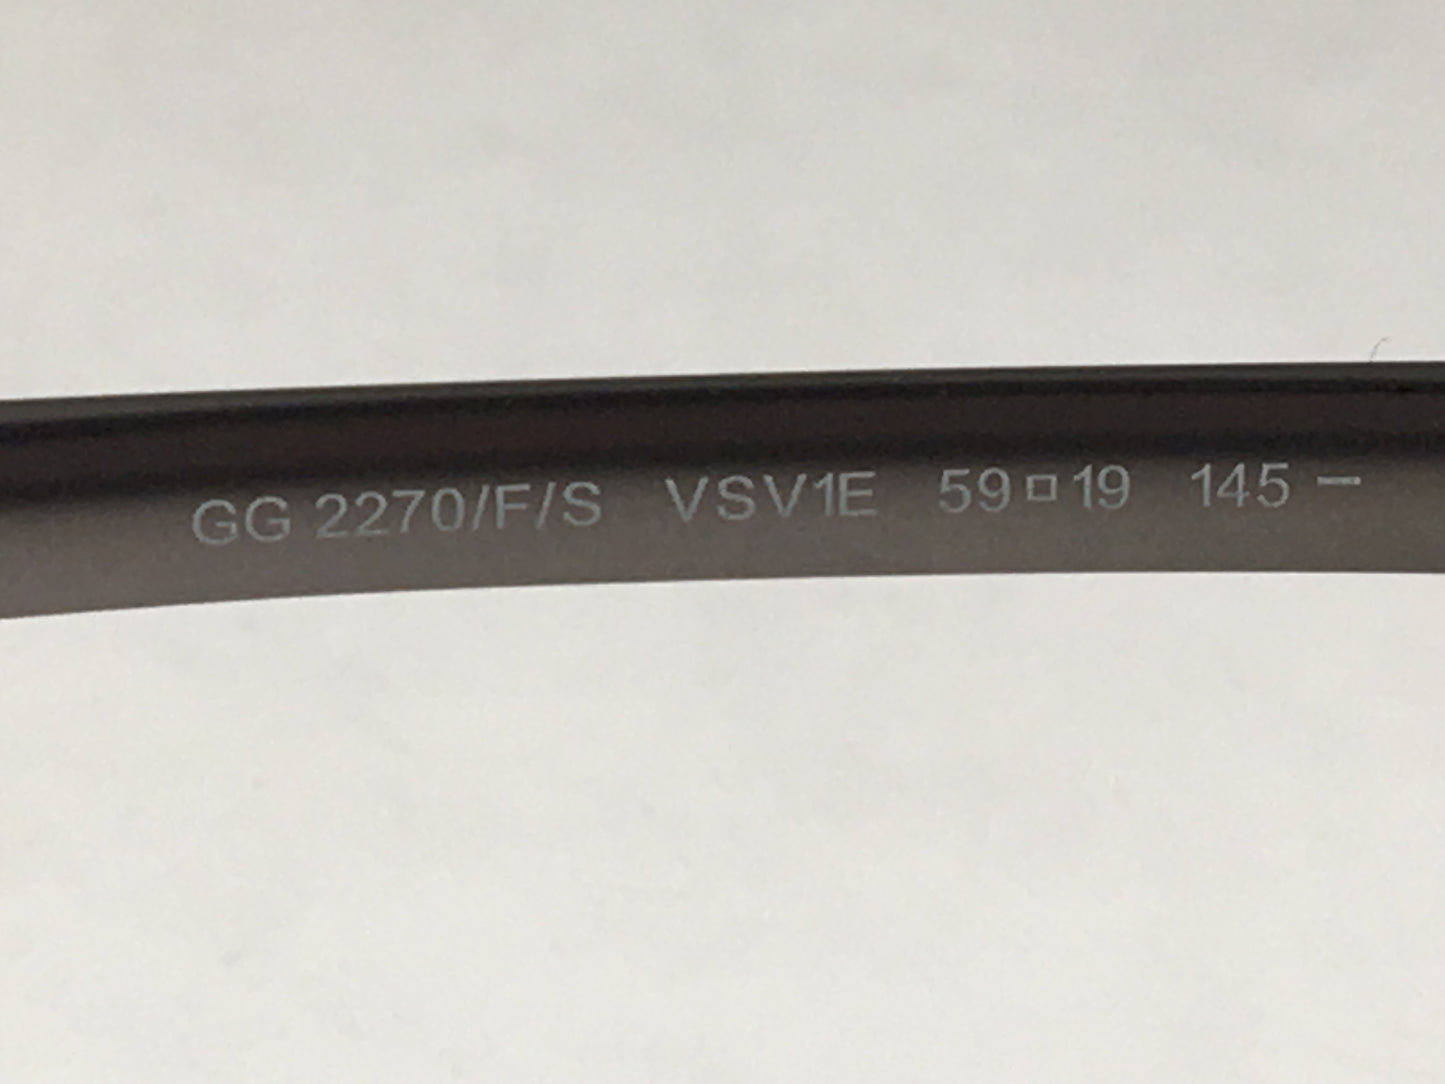 GG 2270/F/S VSV1E 59□19 145 –